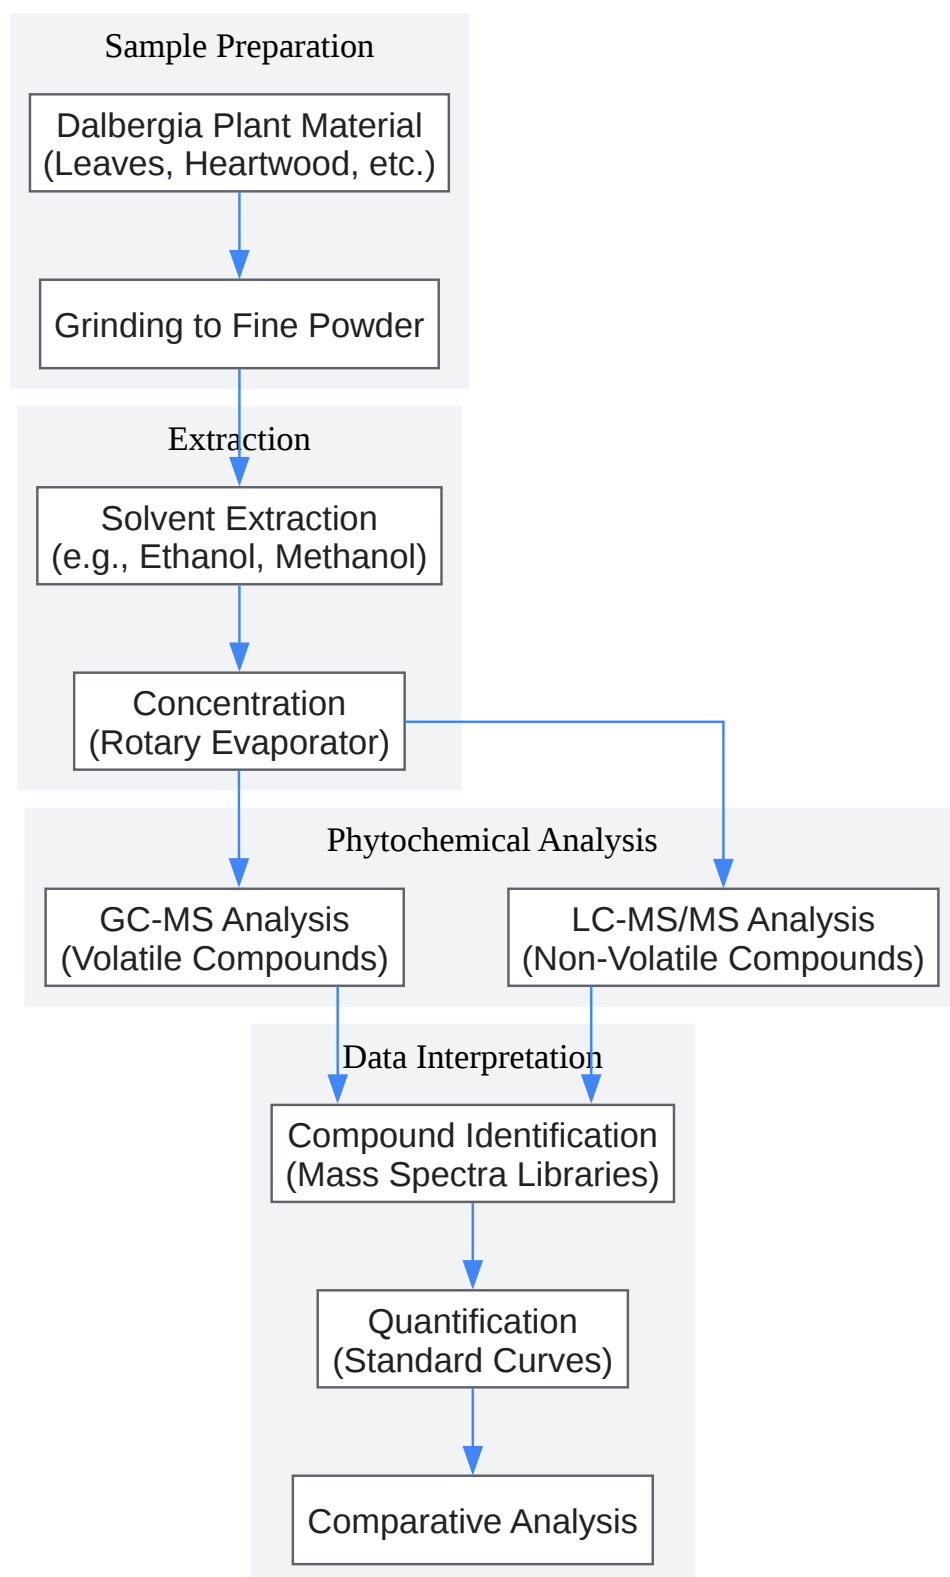 Sample Preparation
Dalbergia Plant Material
(Leaves, Heartwood, etc.)
Grinding to Fine Powder
Extraction
Solvent Extraction
(e.g., Ethanol, Methanol)
Concentration
(Rotary Evaporator)
Phytochemical Analysis
GC-MS Analysis
(Volatile Compounds)
LC-MS/MS Analysis
(Non-Volatile Compounds)
Data Interpretation
Compound Identification
(Mass Spectra Libraries)
Quantification
(Standard Curves)
Comparative Analysis